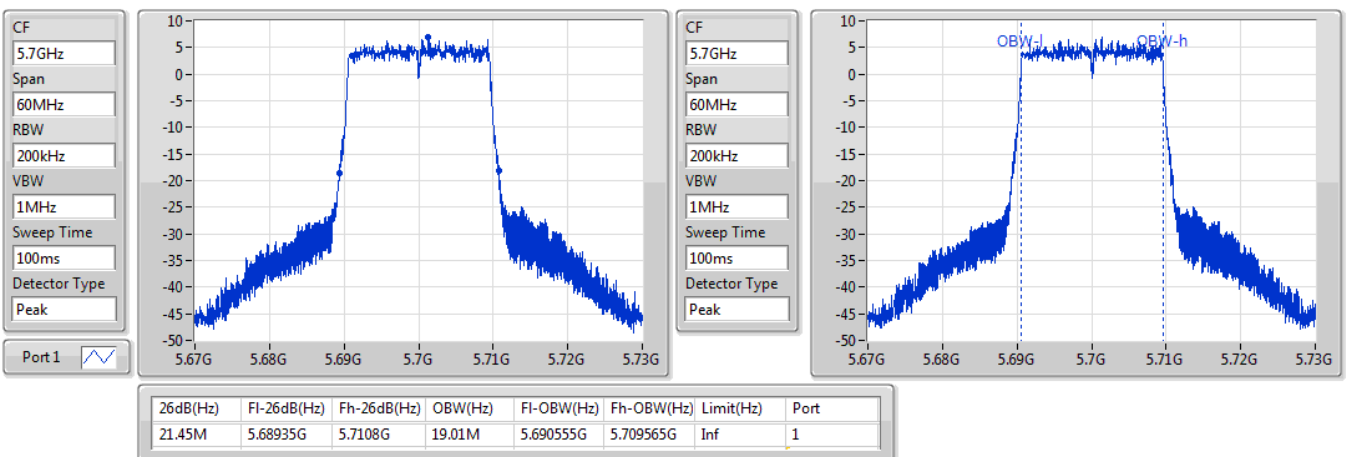 CF
5.7GHz
Span
60MHz
RBW
200kHz
VBW
1MHz
Sweep Time
100ms
Detector Type
Peak
Port 1
10
5
0
-5
-10
-15
-20
-25
-30
-35
-40
-45
-50
5.67G 5.68G 5.69G 5.7G 5.71G 5.72G 5.73G
CF
5.7GHz
Span
60MHz
RBW
200kHz
VBW
1MHz
Sweep Time
100ms
Detector Type
Peak
10
5
0
-5
-10
-15
-20
-25
-30
-35
-40
-45
-50
OBW-l OBW-h
5.67G 5.68G 5.69G 5.7G 5.71G 5.72G 5.73G
26dB(Hz) Fl-26dB(Hz) Fh-26dB(Hz) OBW(Hz) Fl-OBW(Hz) Fh-OBW(Hz) Limit(Hz) Port
21.45M 5.68935G 5.7108G 19.01M 5.690555G 5.709565G Inf 1